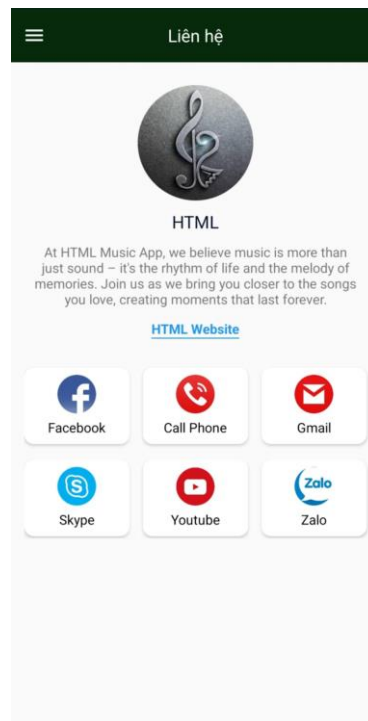 Liên hệ
HTML
At HTML Music App, we believe music is more than
just sound – it's the rhythm of life and the melody of
memories. Join us as we bring you closer to the songs
you love, creating moments that last forever.
HTML Website
Facebook
Call Phone
Gmail
Skype
Youtube
Zalo
Zalo